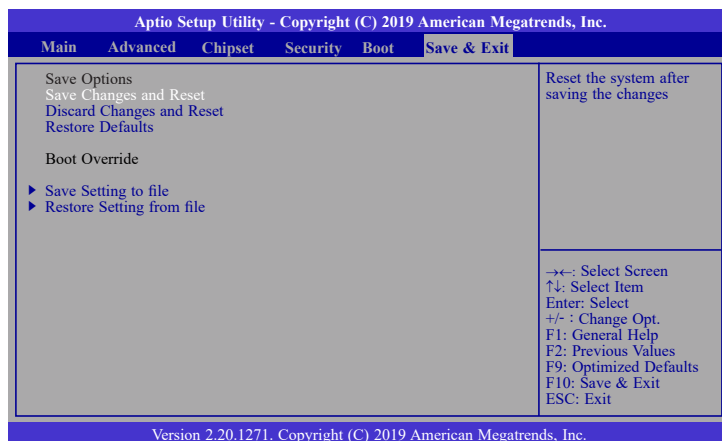 Aptio Setup Utility - Copyright (C) 2019 American Megatrends, Inc.
Main Advanced Chipset Security Boot Save & Exit
Save Options
Save Changes and Reset
Discard Changes and Reset
Restore Defaults
Boot Override
Save Setting to file
Restore Setting from file
Reset the system after
saving the changes
→←: Select Screen
↑↓: Select Item
Enter: Select
+/- : Change Opt.
F1: General Help
F2: Previous Values
F9: Optimized Defaults
F10: Save & Exit
ESC: Exit
Version 2.20.1271. Copyright (C) 2019 American Megatrends, Inc.